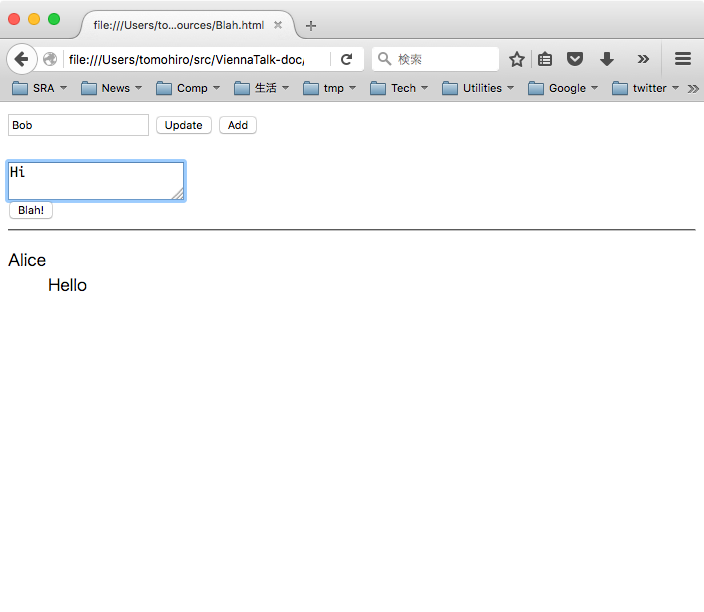 file:///Users/to...ources/Blah.html
file:///Users/tomohiro/src/ViennaTalk-doc/
検索
SRA News Comp 生活 tmp Tech Utilities Google twitter
Bob Update Add
Hi
Blah!
Alice
Hello